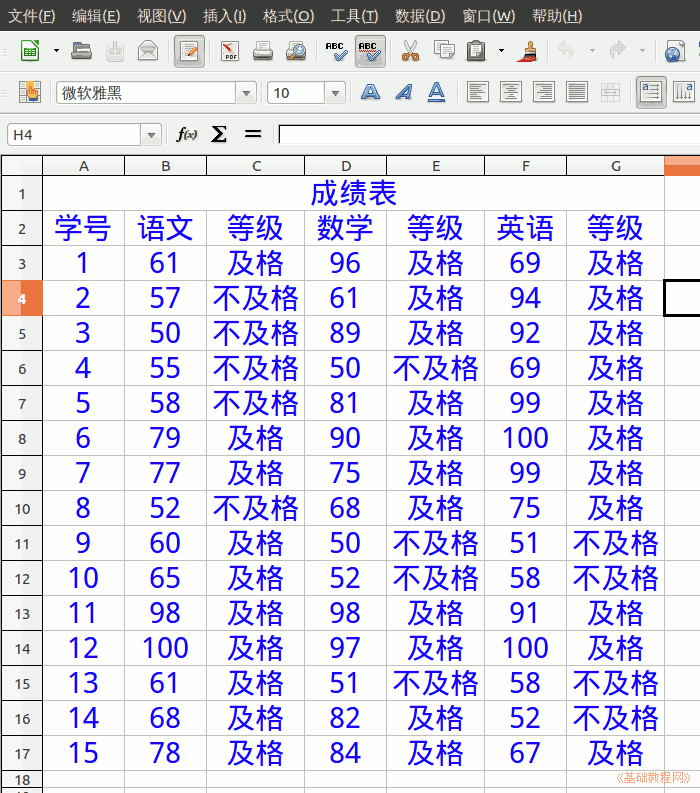 文件(F) 编辑(E) 视图(V) 插入(I) 格式(O) 工具(T) 数据(D) 窗口(W) 帮助(H)
PDF ABC ABC
微软雅黑 10 A A A
H4 f(x) Σ =
A B C D E F G
1 成绩表
2 学号 语文 等级 数学 等级 英语 等级
3 1 61 及格 96 及格 69 及格
4 2 57 不及格 61 及格 94 及格
5 3 50 不及格 89 及格 92 及格
6 4 55 不及格 50 不及格 69 及格
7 5 58 不及格 81 及格 99 及格
8 6 79 及格 90 及格 100 及格
9 7 77 及格 75 及格 99 及格
10 8 52 不及格 68 及格 75 及格
11 9 60 及格 50 不及格 51 不及格
12 10 65 及格 52 不及格 58 不及格
13 11 98 及格 98 及格 91 及格
14 12 100 及格 97 及格 100 及格
15 13 61 及格 51 不及格 58 不及格
16 14 68 及格 82 及格 52 不及格
17 15 78 及格 84 及格 67 及格
18 《基础教程网》